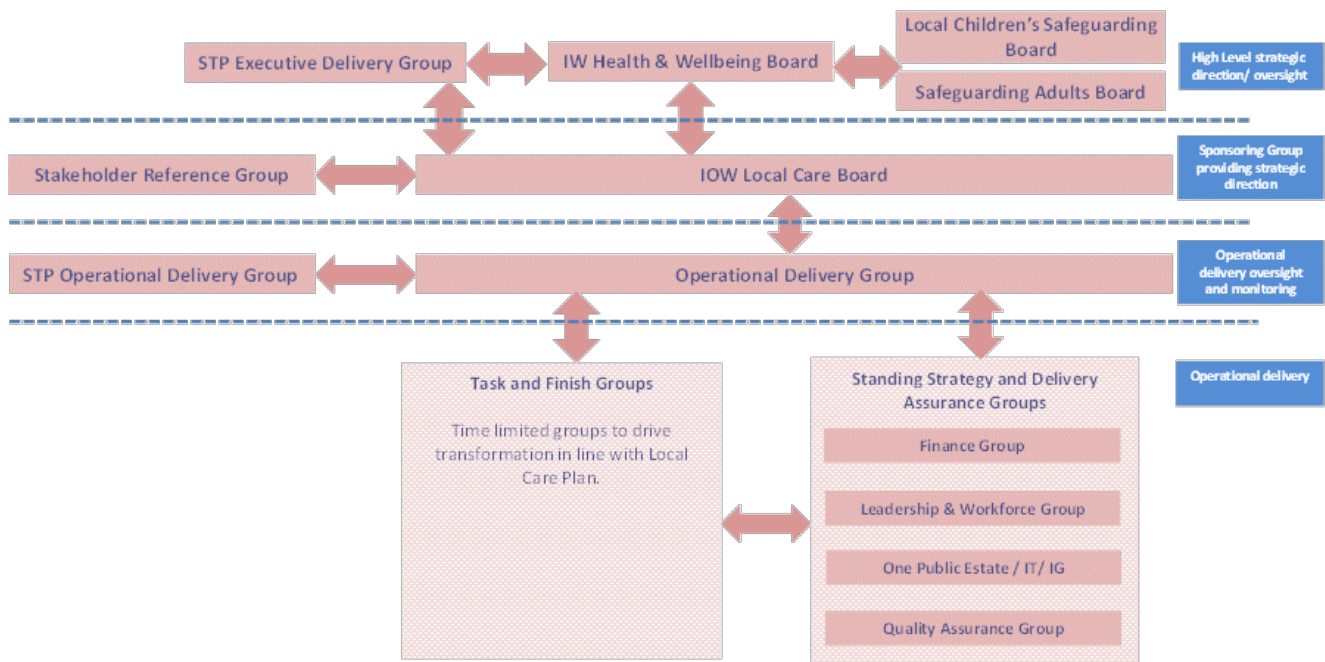 STP Executive Delivery Group
IW Health & Wellbeing Board
Local Children's Safeguarding
Board
Safeguarding Adults Board
High Level strategic
direction/ oversight
Stakeholder Reference Group
IOW Local Care Board
Sponsoring Group
providing strategic
direction
STP Operational Delivery Group
Operational Delivery Group
Operational
delivery oversight
and monitoring
Task and Finish Groups
Time limited groups to drive
transformation in line with Local
Care Plan.
Standing Strategy and Delivery
Assurance Groups
Finance Group
Leadership & Workforce Group
One Public Estate / IT/ IG
Quality Assurance Group
Operational delivery